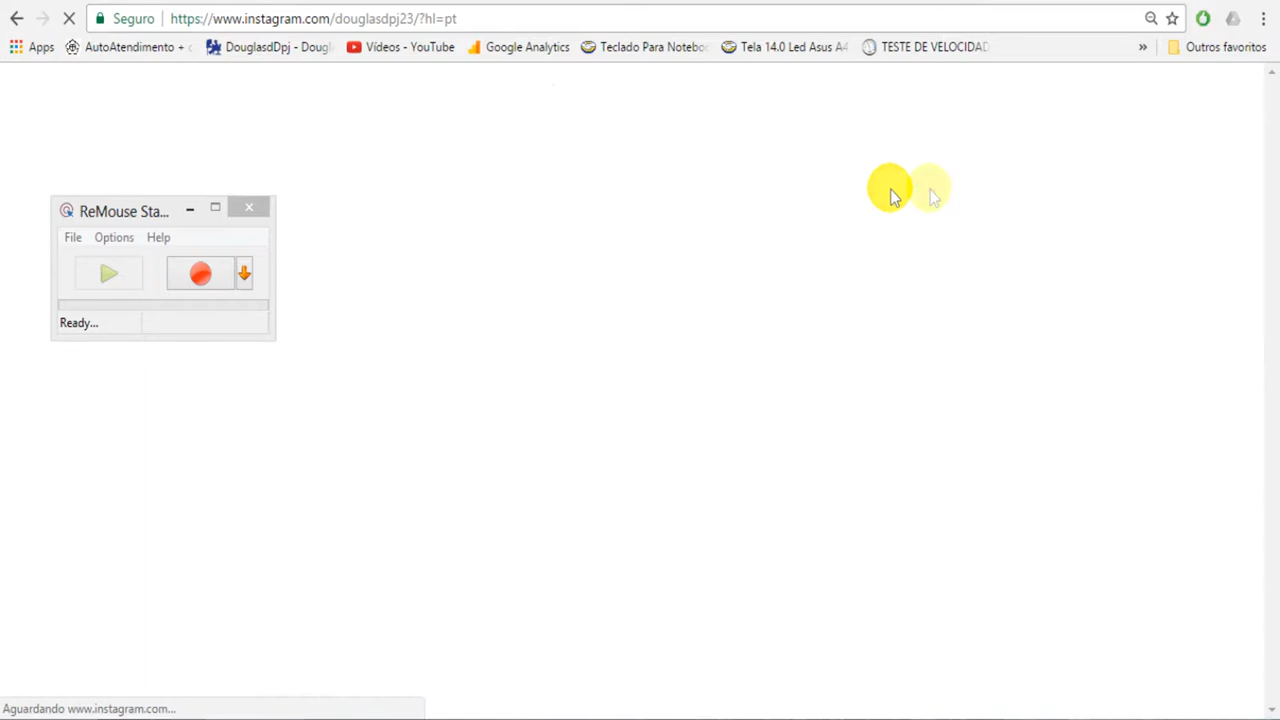 Seguro https://www.instagram.com/douglasdpj23/?hl=pt
Apps AutoAtendimento + c DouglasdDpj - Dougl Vídeos - YouTube Google Analytics Teclado Para Notebo Tela 14.0 Led Asus A4 TESTE DE VELOCIDAD » Outros favoritos
ReMouse Sta...
File Options Help
Ready...
Aguardando www.instagram.com...